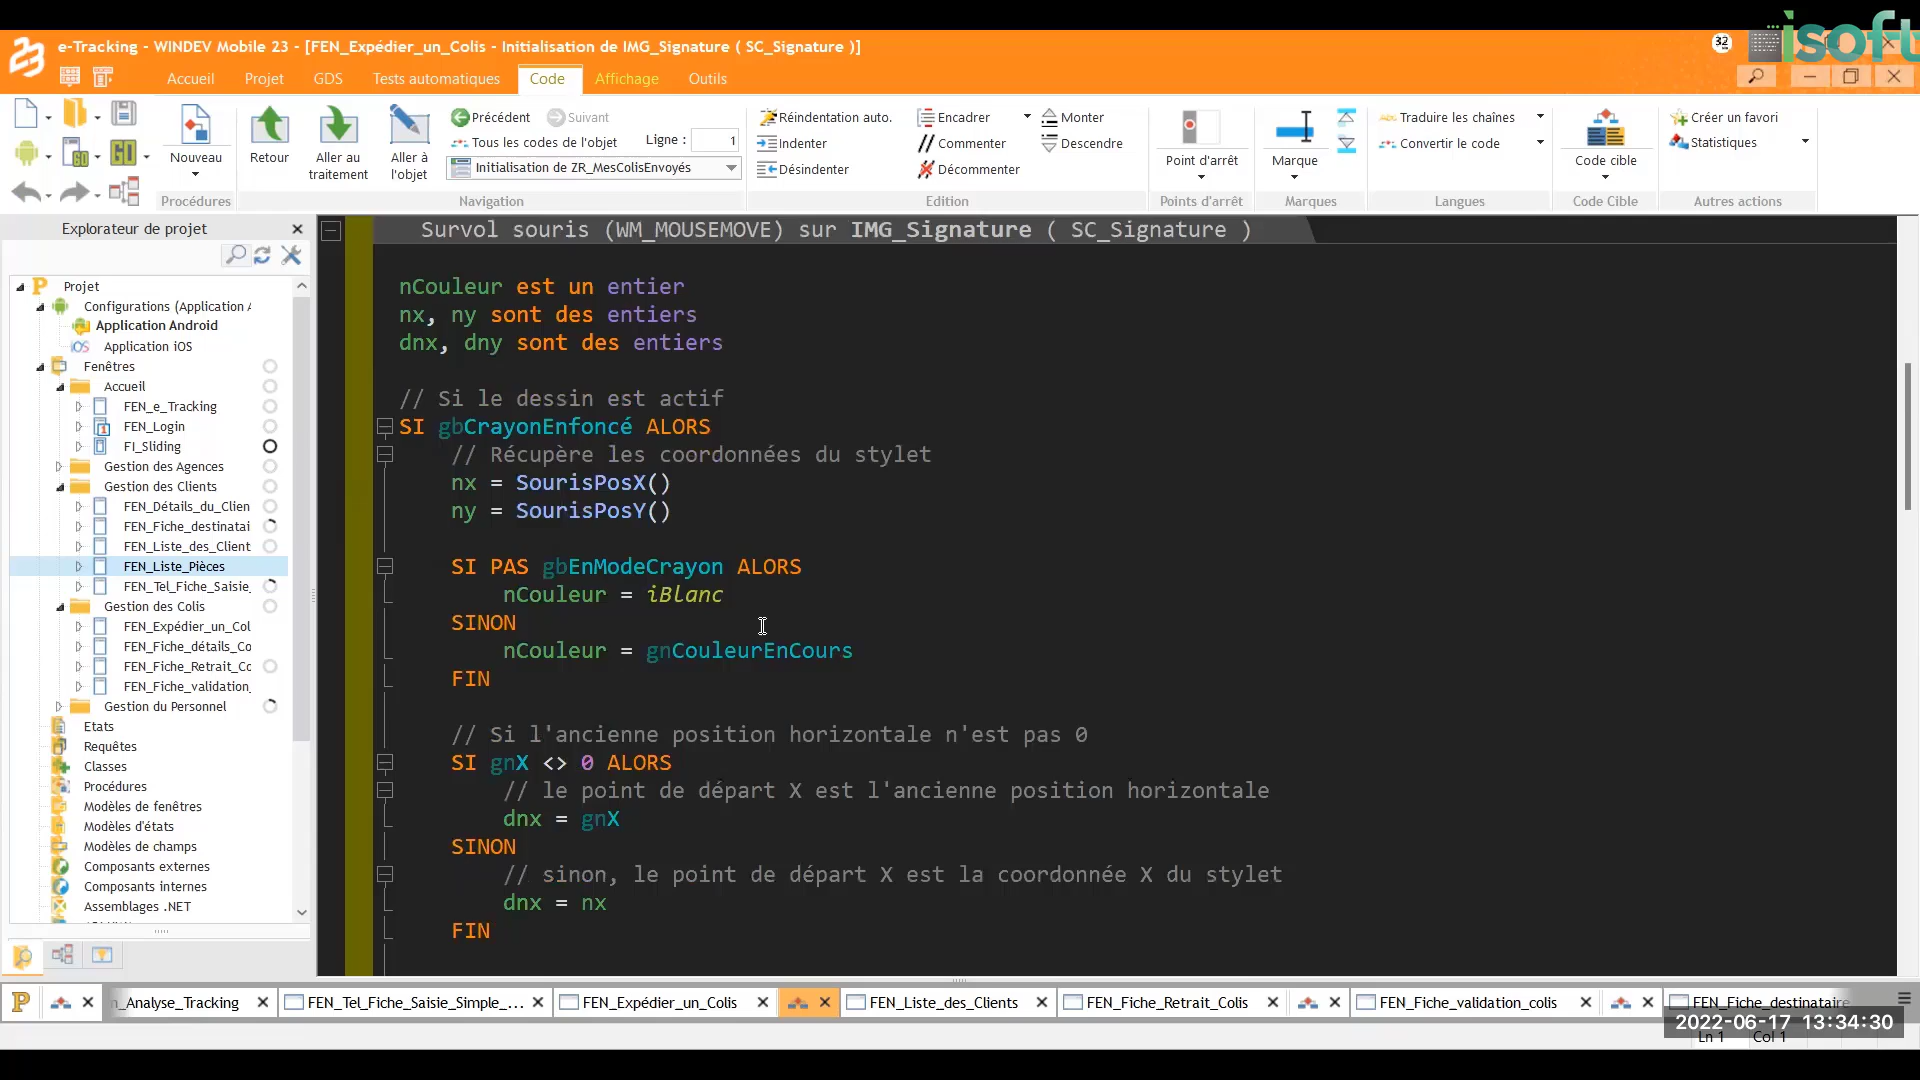 isoft
e-Tracking - WINDEV Mobile 23 - [FEN_Expédier_un_Colis - Initialisation de IMG_Signature ( SC_Signature )]
32
Accueil Projet GDS Tests automatiques Code Affichage Outils
Nouveau
Procédures
Retour
Aller au traitement
Aller à l'objet
Précédent Suivant
Tous les codes de l'objet Ligne : 1
Initialisation de ZR_MesColisEnvoyés
Navigation
Réindentation auto. Encadrer Monter
Indenter Commenter Descendre
Désindenter Décommenter
Edition
Point d'arrêt
Points d'arrêt
Marque
Marques
Traduire les chaînes
Convertir le code
Langues
Code cible
Code Cible
Créer un favori
Statistiques
Autres actions
Explorateur de projet
Projet
Configurations (Application
Application Android
Application iOS
Fenêtres
Accueil
FEN_e_Tracking
FEN_Login
FI_Sliding
Gestion des Agences
Gestion des Clients
FEN_Détails_du_Clien
FEN_Fiche_destinatai
FEN_Liste_des_Client
FEN_Liste_Pièces
FEN_Tel_Fiche_Saisie_
Gestion des Colis
FEN_Expédier_un_Col
FEN_Fiche_détails_Co
FEN_Fiche_Retrait_Cc
FEN_Fiche_validation_
Gestion du Personnel
Etats
Requêtes
Classes
Procédures
Modèles de fenêtres
Modèles d'états
Modèles de champs
Composants externes
Composants internes
Assemblages .NET
Survol souris (WM_MOUSEMOVE) sur IMG_Signature ( SC_Signature )
nCouleur est un entier
nx, ny sont des entiers
dnx, dny sont des entiers
// Si le dessin est actif
SI gbCrayonEnfoncé ALORS
// Récupère les coordonnées du stylet
nx = SourisPosX()
ny = SourisPosY()
SI PAS gbEnModeCrayon ALORS
nCouleur = iBlanc
SINON
nCouleur = gnCouleurEnCours
FIN
// Si l'ancienne position horizontale n'est pas 0
SI gnX <> 0 ALORS
// le point de départ X est l'ancienne position horizontale
dnx = gnX
SINON
// sinon, le point de départ X est la coordonnée X du stylet
dnx = nx
FIN
n_Analyse_Tracking FEN_Tel_Fiche_Saisie_Simple_... FEN_Expédier_un_Colis FEN_Liste_des_Clients FEN_Fiche_Retrait_Colis FEN_Fiche_validation_colis FEN_Fiche_destinataire
2022-06-17 13:34:30
Ln 1 Col 1